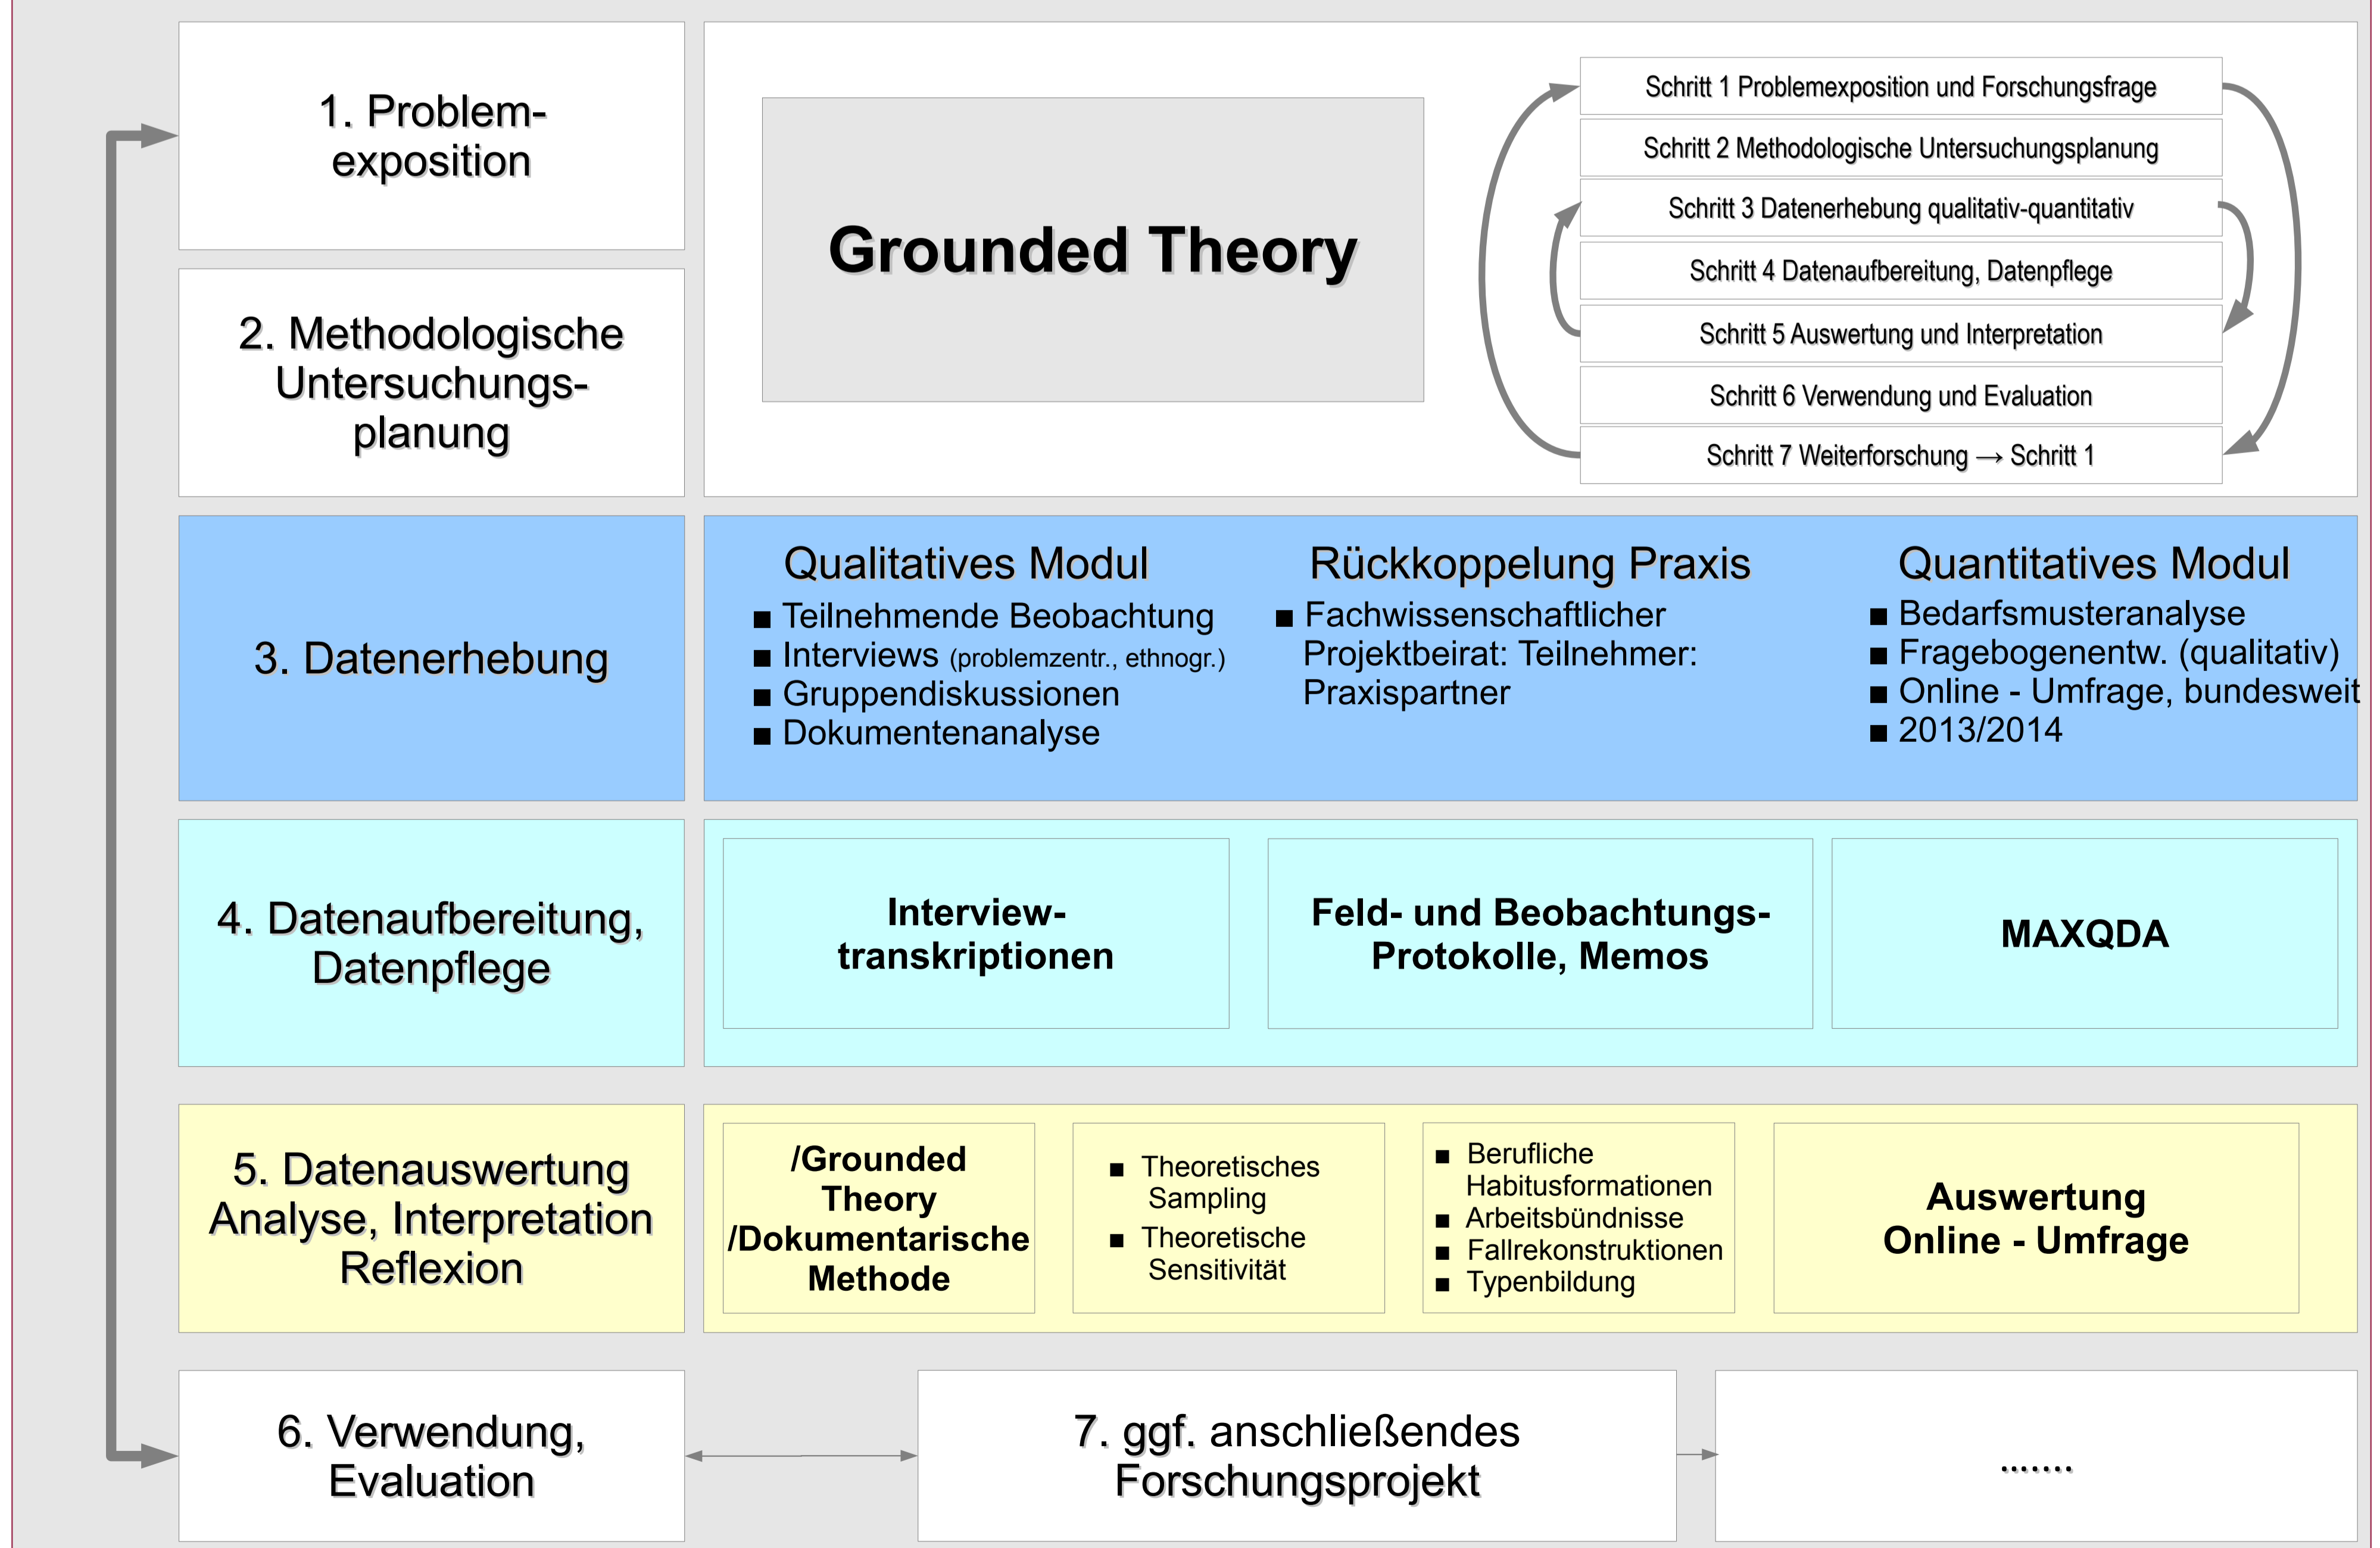 1. Problem-
exposition
2. Methodologische
Untersuchungs-
planung
Grounded Theory
Schritt 1 Problemexposition und Forschungsfrage
Schritt 2 Methodologische Untersuchungsplanung
Schritt 3 Datenerhebung qualitativ-quantitativ
Schritt 4 Datenaufbereitung, Datenpflege
Schritt 5 Auswertung und Interpretation
Schritt 6 Verwendung und Evaluation
Schritt 7 Weiterforschung → Schritt 1
3. Datenerhebung
Qualitatives Modul
■ Teilnehmende Beobachtung
■ Interviews (problemzentr., ethnogr.)
■ Gruppendiskussionen
■ Dokumentenanalyse
Rückkoppelung Praxis
■ Fachwissenschaftlicher
Projektbeirat: Teilnehmer:
Praxispartner
Quantitatives Modul
■ Bedarfsmusteranalyse
■ Fragebogenentw. (qualitativ)
■ Online - Umfrage, bundesweit
■ 2013/2014
4. Datenaufbereitung,
Datenpflege
Interview-
transkriptionen
Feld- und Beobachtungs-
Protokolle, Memos
MAXQDA
5. Datenauswertung
Analyse, Interpretation
Reflexion
/Grounded
Theory
/Dokumentarische
Methode
■ Theoretisches
Sampling
■ Theoretische
Sensitivität
■ Berufliche
Habitusformationen
■ Arbeitsbündnisse
■ Fallrekonstruktionen
■ Typenbildung
Auswertung
Online - Umfrage
6. Verwendung,
Evaluation
7. ggf. anschließendes
Forschungsprojekt
.......